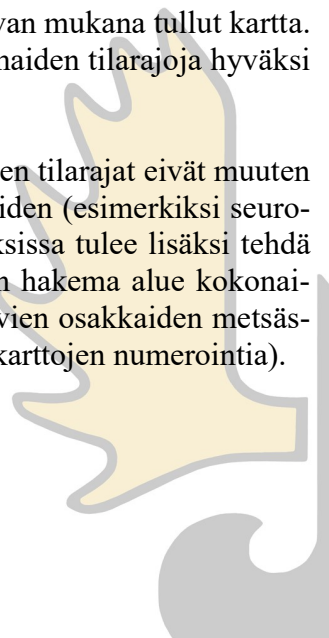 van mukana tullut kartta.
naiden tilarajoja hyväksi
en tilarajat eivät muuten
iden (esimerkiksi seuro-
ksissa tulee lisäksi tehdä
n hakema alue kokonai-
vien osakkaiden metsäs-
karttojen numerointia).